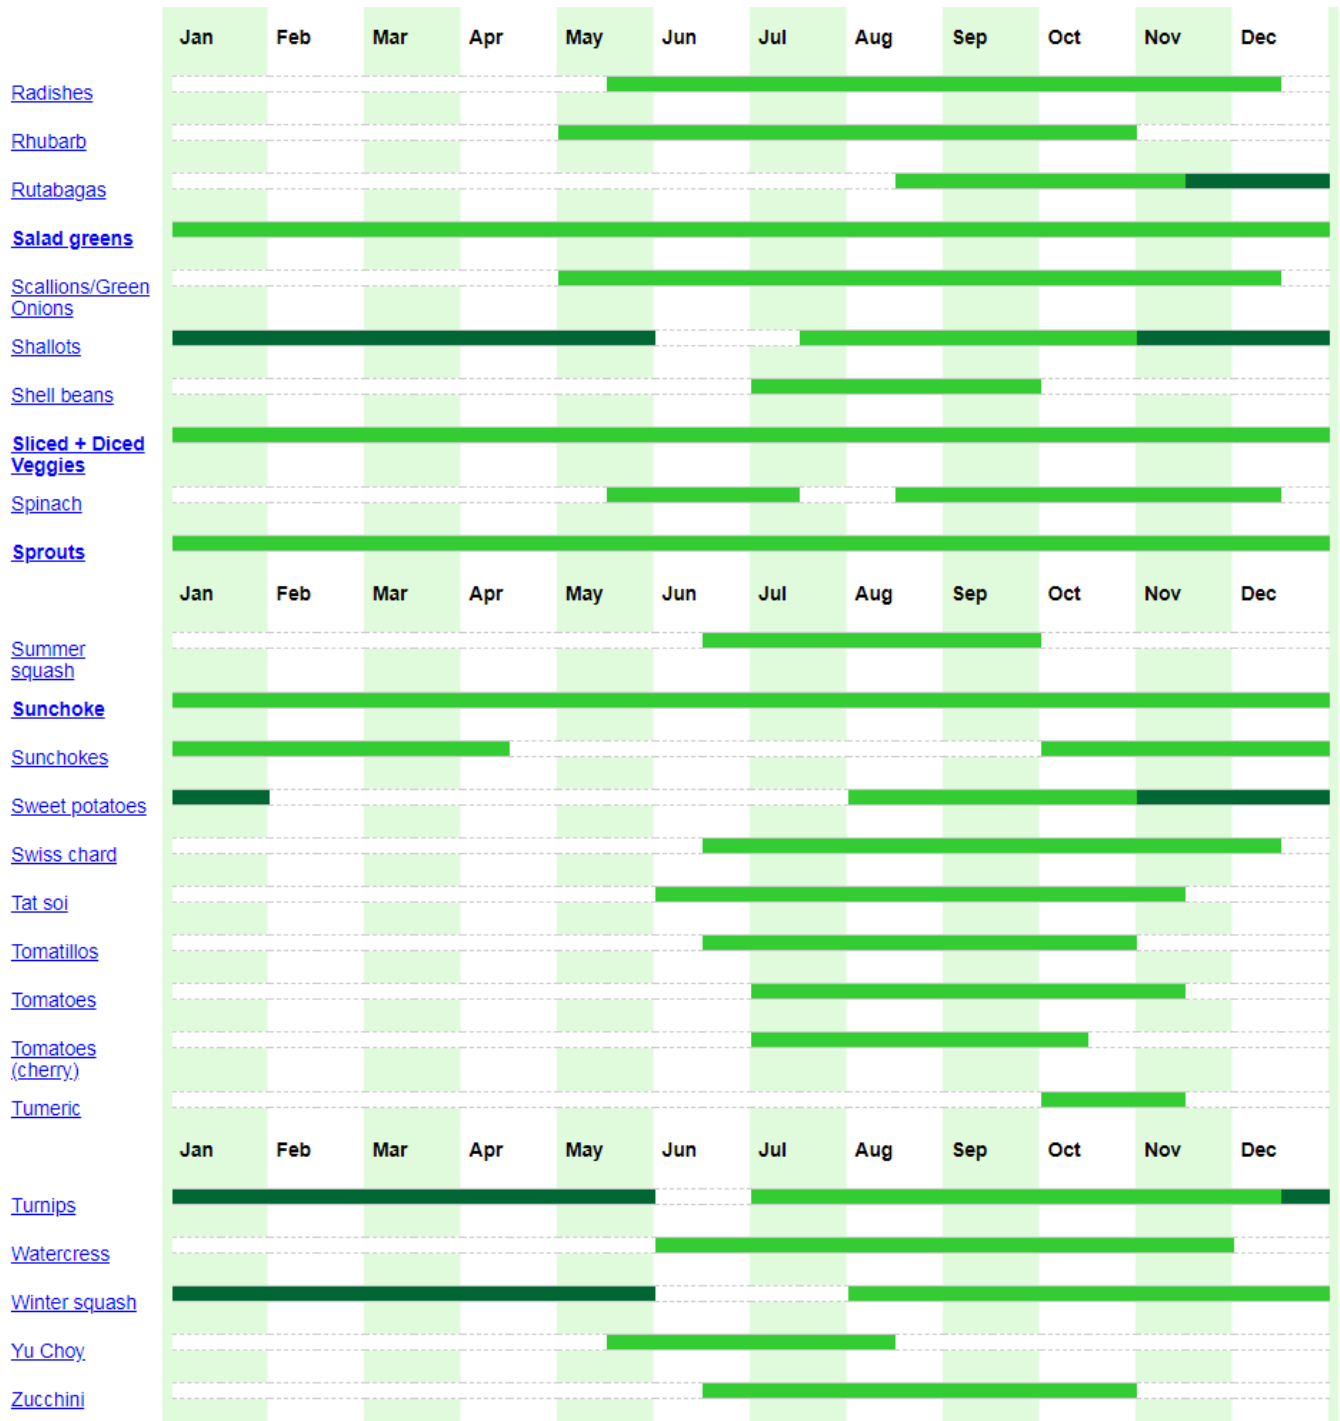 Jan Feb Mar Apr May Jun Jul Aug Sep Oct Nov Dec
Radishes
Rhubarb
Rutabagas
Salad greens
Scallions/Green
Onions
Shallots
Shell beans
Sliced + Diced
Veggies
Spinach
Sprouts
Jan Feb Mar Apr May Jun Jul Aug Sep Oct Nov Dec
Summer
squash
Sunchoke
Sunchokes
Sweet potatoes
Swiss chard
Tat soi
Tomatillos
Tomatoes
Tomatoes
(cherry)
Tumeric
Jan Feb Mar Apr May Jun Jul Aug Sep Oct Nov Dec
Turnips
Watercress
Winter squash
Yu Choy
Zucchini